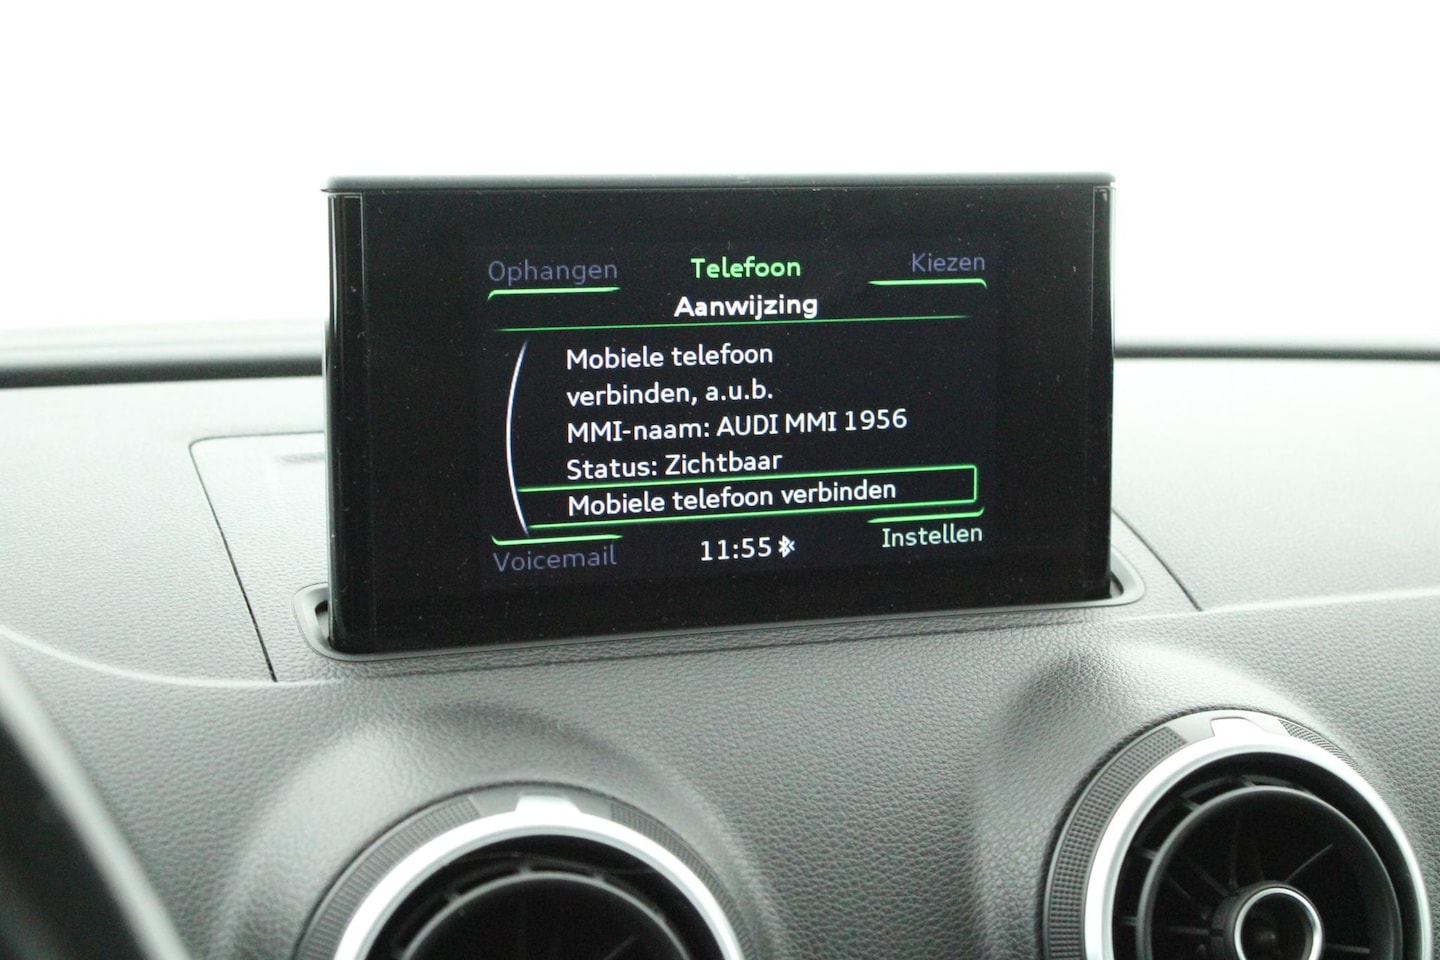 Ophangen Telefoon Kiezen
Aanwijzing
Mobiele telefoon
verbinden, a.u.b.
MMI-naam: AUDI MMI 1956
Status: Zichtbaar
Mobiele telefoon verbinden
Voicemail 11:55 Instellen